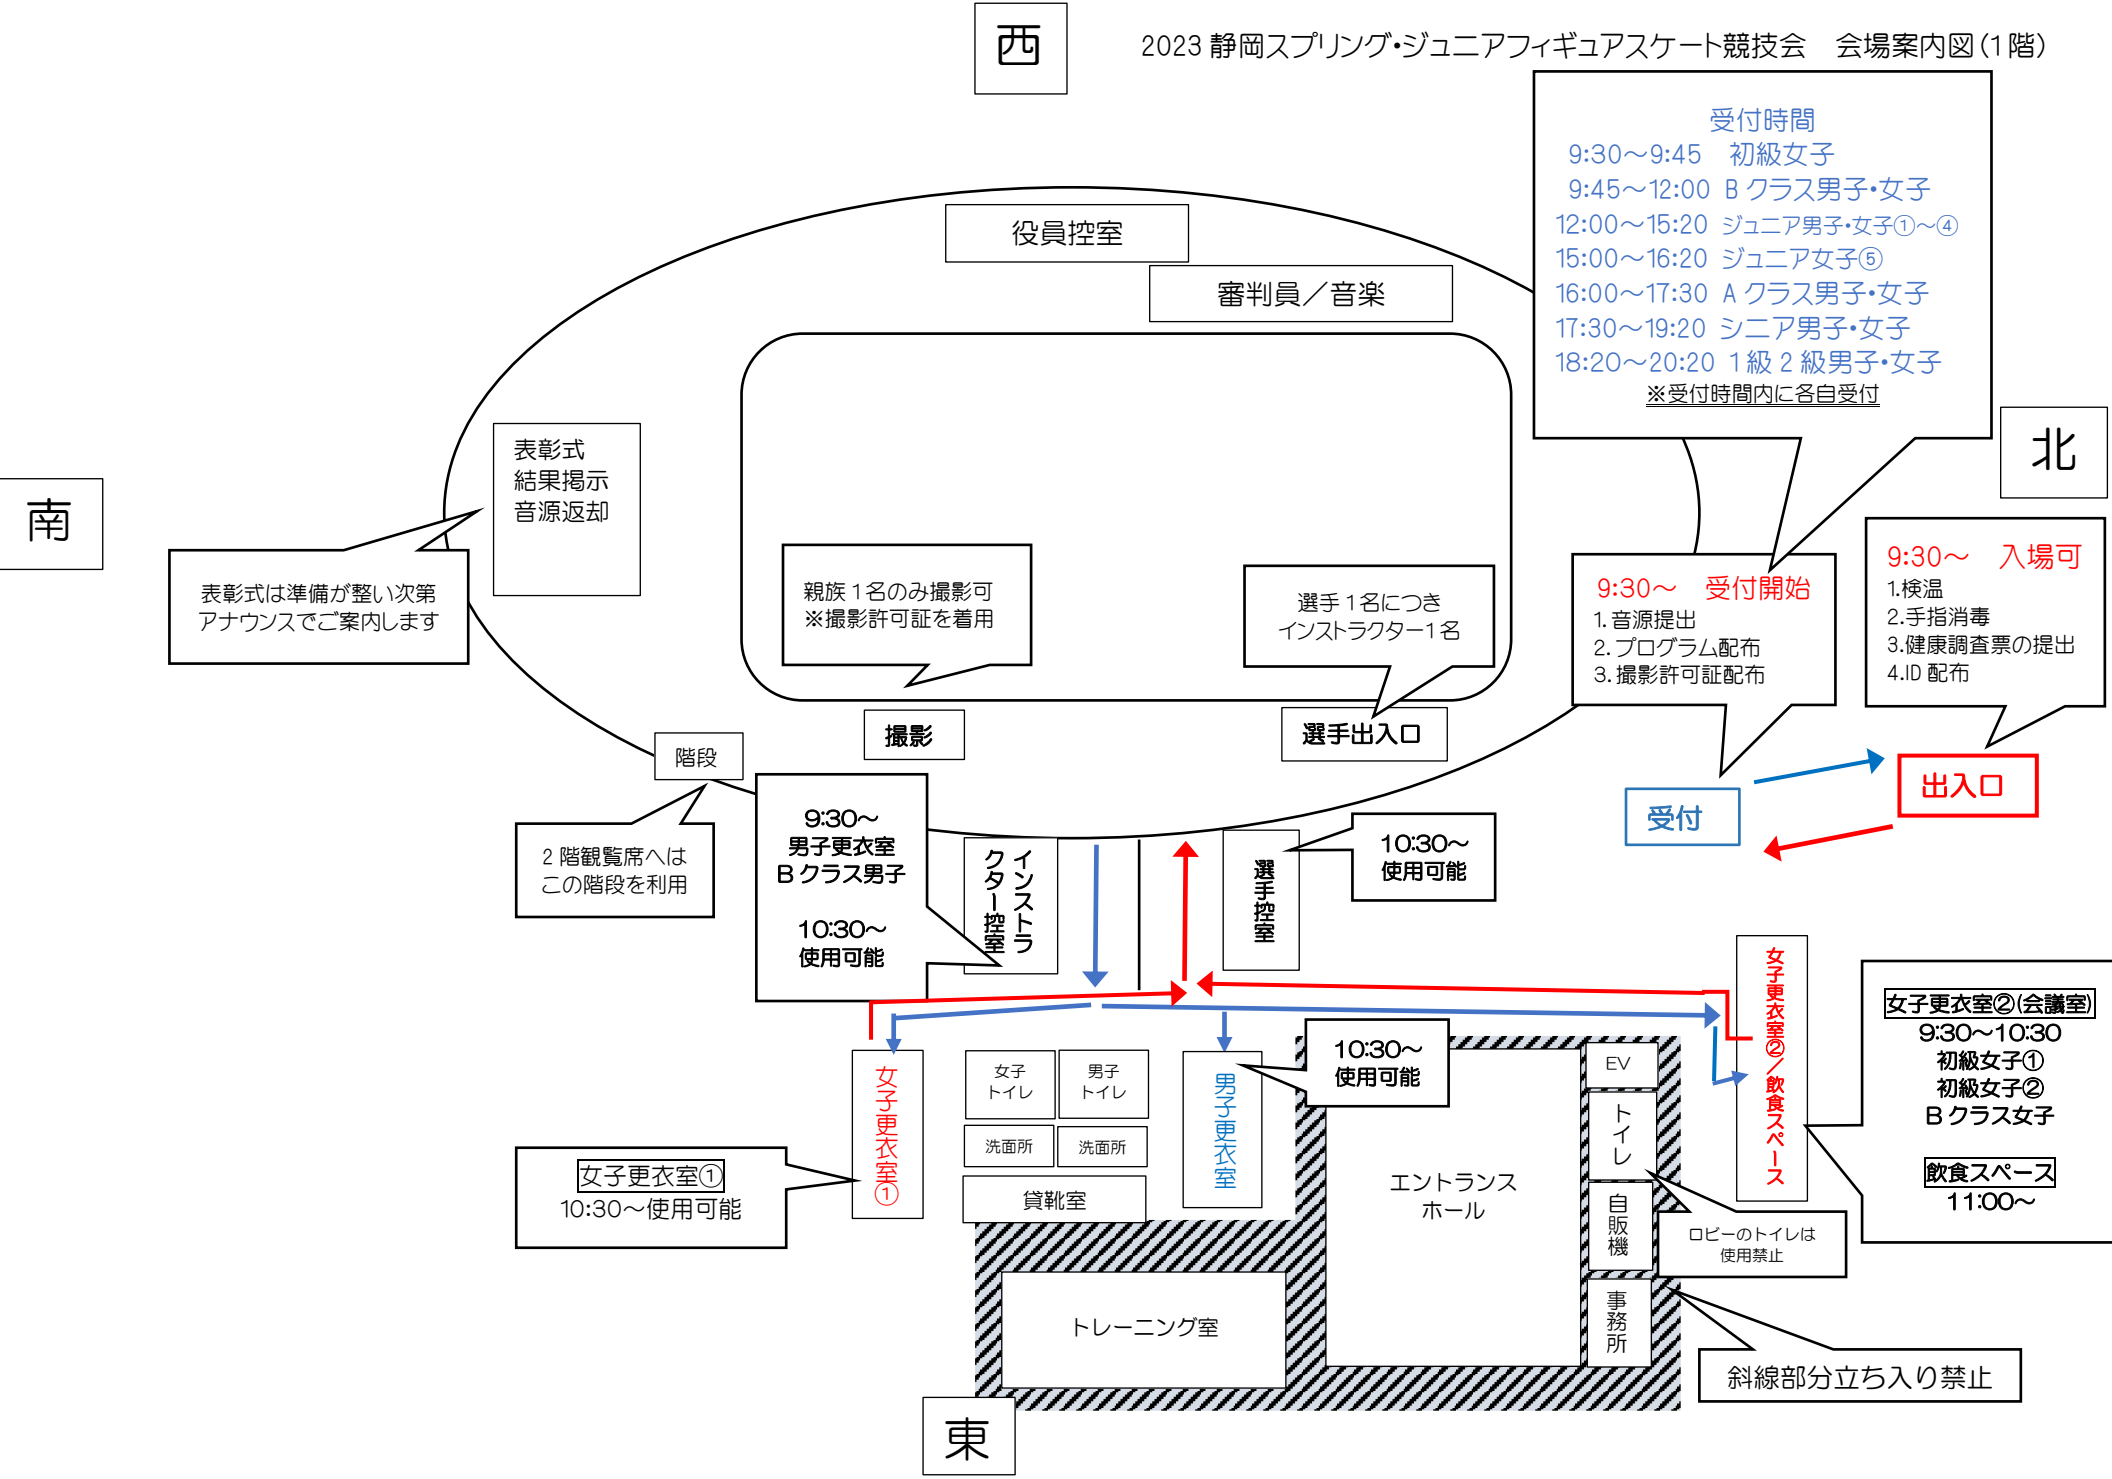 西
2023 静岡スプリング・ジュニアフィギュアスケート競技会　会場案内図(1階)
受付時間
9:30～9:45　初級女子
9:45～12:00 B クラス男子・女子
12:00～15:20 ジュニア男子・女子①～④
15:00～16:20 ジュニア女子⑤
16:00～17:30 A クラス男子・女子
17:30～19:20 シニア男子・女子
18:20～20:20 1級2級男子・女子
※受付時間内に各自受付
役員控室
審判員／音楽
北
南
表彰式
結果掲示
音源返却
表彰式は準備が整い次第
アナウンスでご案内します
親族1名のみ撮影可
※撮影許可証を着用
選手1名につき
インストラクター1名
9:30～　受付開始
1.音源提出
2.プログラム配布
3.撮影許可証配布
9:30～　入場可
1.検温
2.手指消毒
3.健康調査票の提出
4.ID 配布
撮影
選手出入口
階段
受付
出入口
2階観覧席へは
この階段を利用
9:30～
男子更衣室
B クラス男子
10:30～
使用可能
インストラ
クター控室
選手控室
10:30～
使用可能
女子更衣室②／飲食スペース
女子更衣室②(会議室)
9:30～10:30
初級女子①
初級女子②
B クラス女子
飲食スペース
11:00～
女子更衣室①
女子更衣室①
10:30～使用可能
女子
トイレ
男子
トイレ
洗面所
洗面所
貸靴室
男子更衣室
10:30～
使用可能
エントランス
ホール
EV
トイレ
自販機
事務所
ロビーのトイレは
使用禁止
トレーニング室
斜線部分立ち入り禁止
東